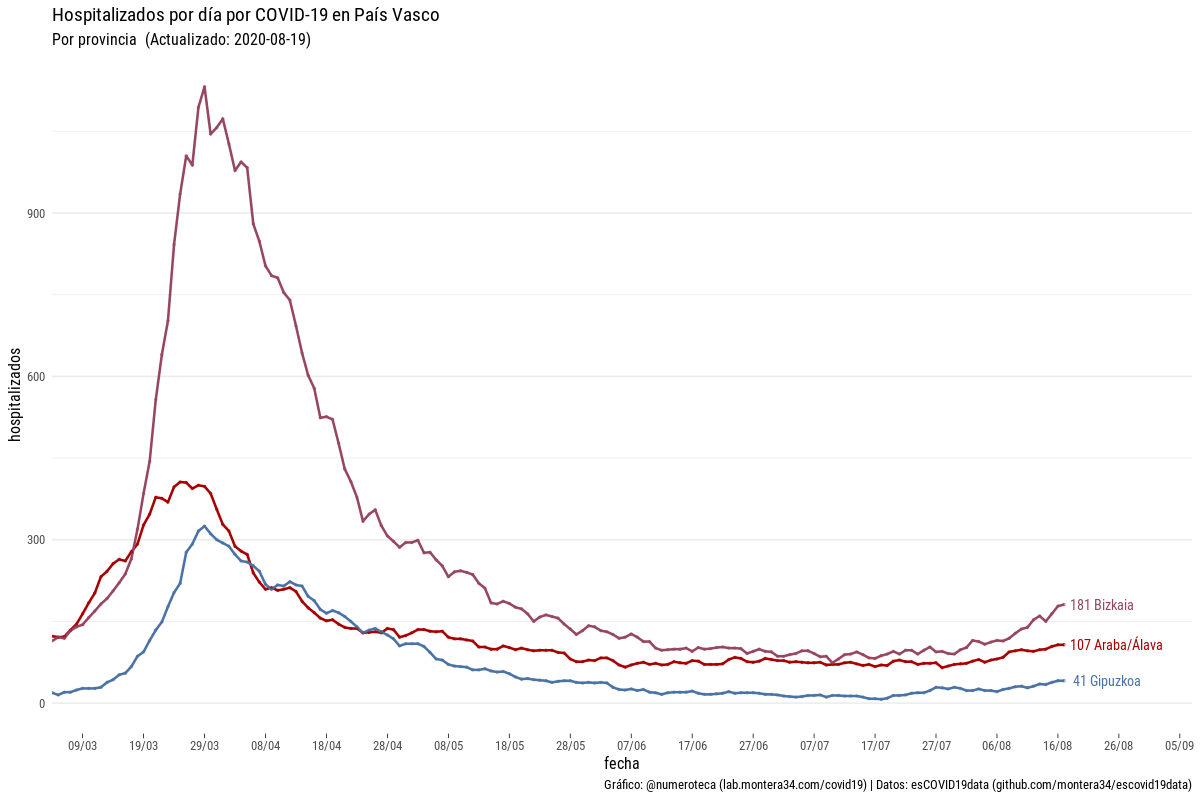 Hospitalizados por día por COVID-19 en País Vasco
Por provincia (Actualizado: 2020-08-19)
hospitalizados
900
600
300
0
181 Bizkaia
107 Araba/Álava
41 Gipuzkoa
09/03 19/03 29/03 08/04 18/04 28/04 08/05 18/05 28/05 07/06 17/06 27/06 07/07 17/07 27/07 06/08 16/08 26/08 05/09
fecha
Gráfico: @numeroteca (lab.montera34.com/covid19) | Datos: esCOVID19data (github.com/montera34/escovid19data)